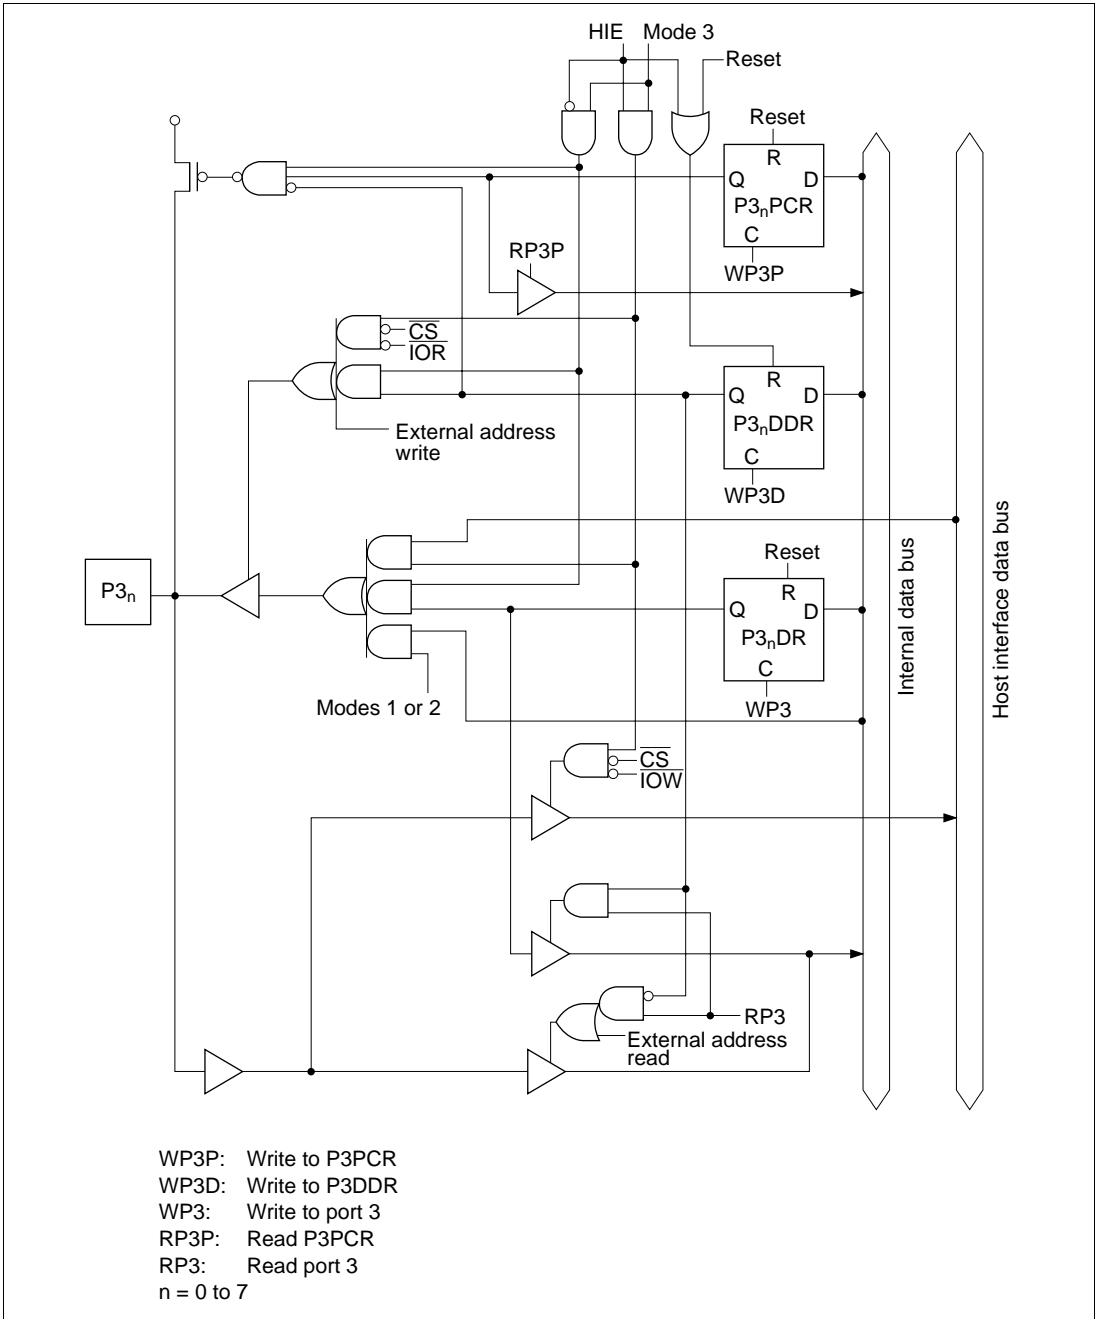 HIE Mode 3
Reset
Reset
R
Q D
P3nPCR
C
WP3P
RP3P
CS
IOR
R
Q D
P3nDDR
C
WP3D
External address
write
Reset
R
Q D
P3nDR
C
WP3
P3n
Modes 1 or 2
Internal data bus
Host interface data bus
CS
IOW
RP3
External address
read
WP3P: Write to P3PCR
WP3D: Write to P3DDR
WP3: Write to port 3
RP3P: Read P3PCR
RP3: Read port 3
n = 0 to 7